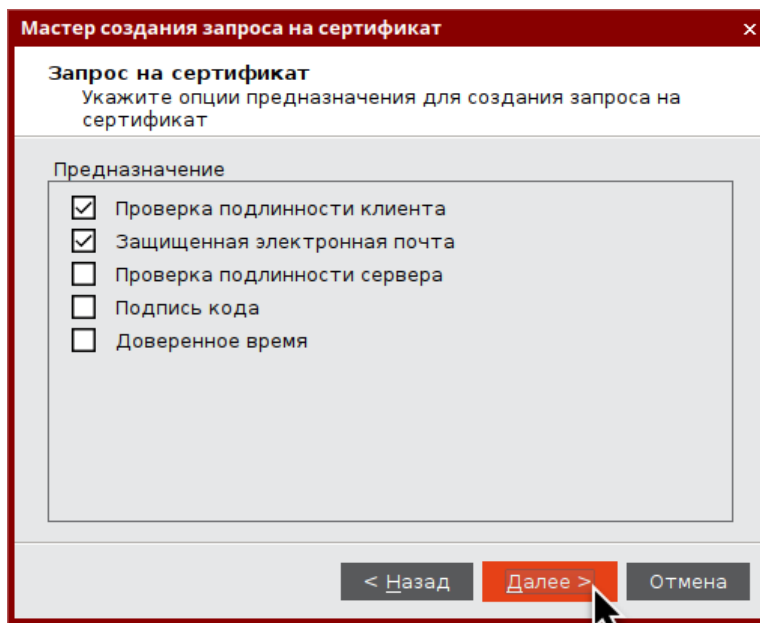 Мастер создания запроса на сертификат
Запрос на сертификат
Укажите опции предназначения для создания запроса на
сертификат
Предназначение
Проверка подлинности клиента
Защищенная электронная почта
Проверка подлинности сервера
Подпись кода
Доверенное время
< Назад
Далее >
Отмена